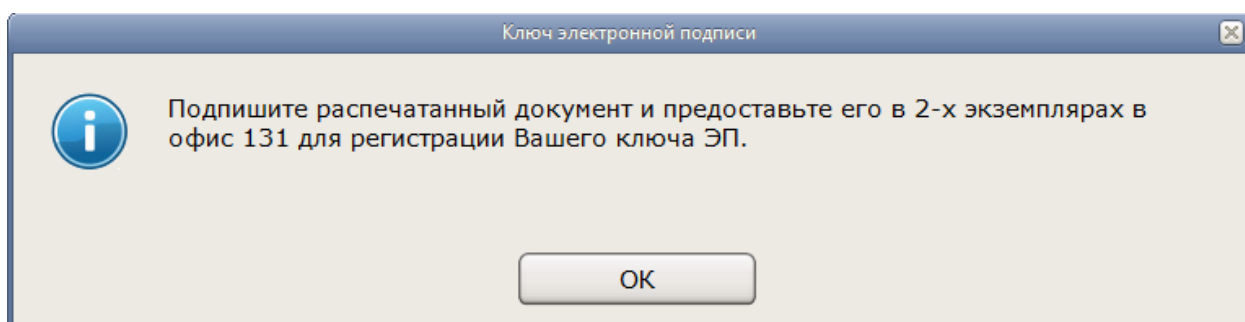 Ключ электронной подписи
Подпишите распечатанный документ и предоставьте его в 2-х экземплярах в
офис 131 для регистрации Вашего ключа ЭП.
OK